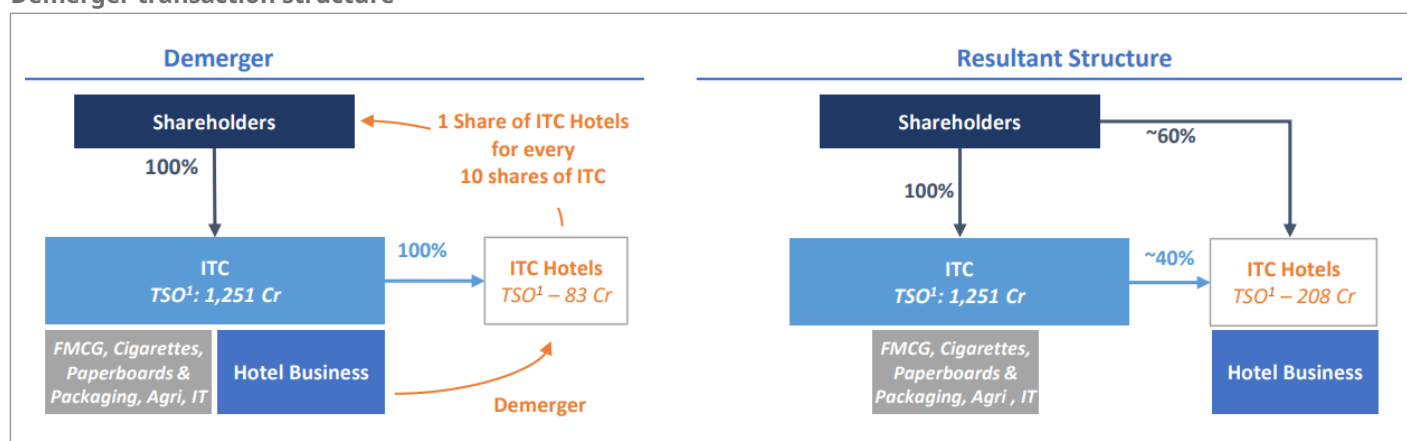 Demerger transaction structure
Demerger
Shareholders
100%
1 Share of ITC Hotels
for every
10 shares of ITC
ITC
TSO¹: 1,251 Cr
100%
ITC Hotels
TSO¹ – 83 Cr
FMCG, Cigarettes,
Paperboards &
Packaging, Agri, IT
Hotel Business
Demerger
Resultant Structure
Shareholders
~60%
100%
ITC
TSO¹: 1,251 Cr
~40%
ITC Hotels
TSO¹ – 208 Cr
FMCG, Cigarettes,
Paperboards &
Packaging, Agri , IT
Hotel Business